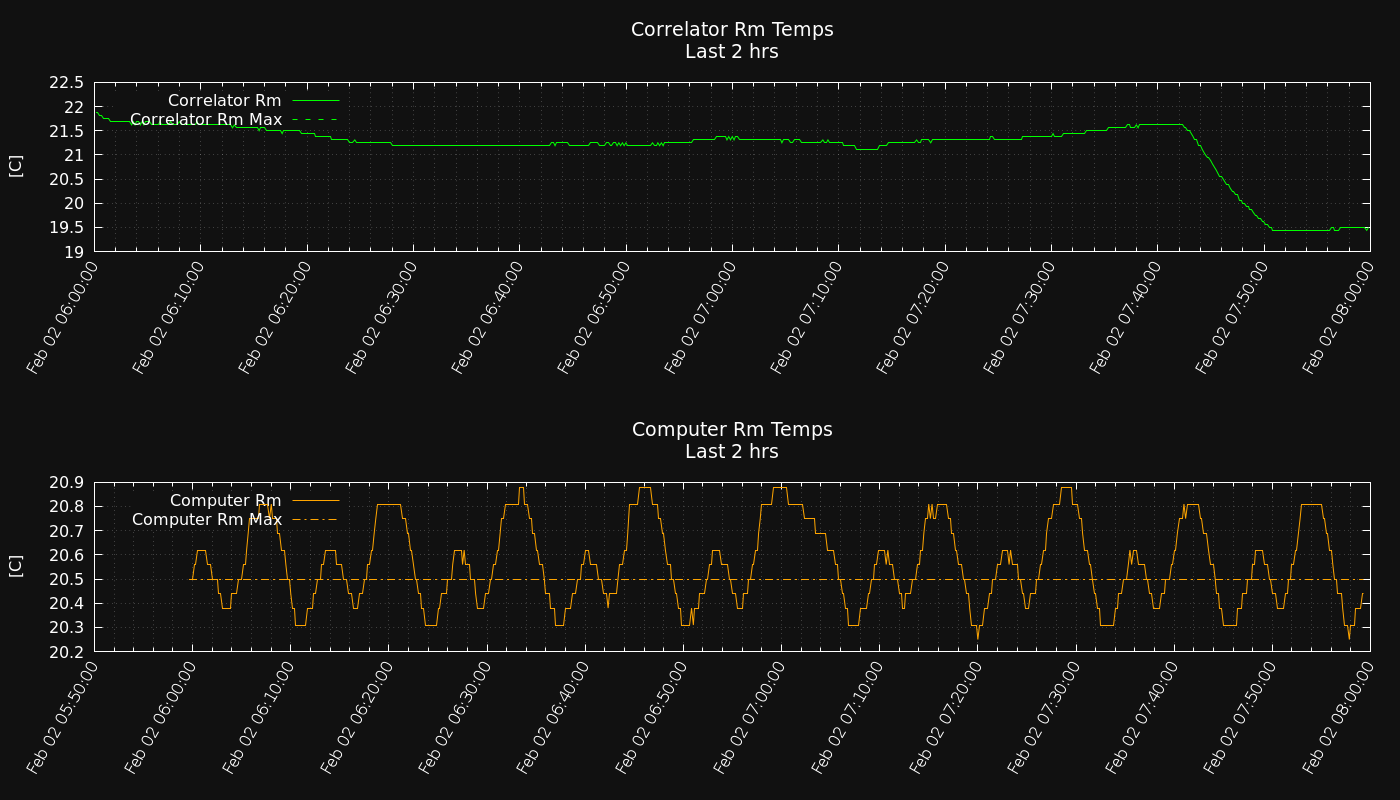 Correlator Rm Temps
Last 2 hrs
22.5
22
21.5
21
20.5
20
19.5
19
[C]
Correlator Rm
Correlator Rm Max
Feb 02 06:00:00
Feb 02 06:10:00
Feb 02 06:20:00
Feb 02 06:30:00
Feb 02 06:40:00
Feb 02 06:50:00
Feb 02 07:00:00
Feb 02 07:10:00
Feb 02 07:20:00
Feb 02 07:30:00
Feb 02 07:40:00
Feb 02 07:50:00
Feb 02 08:00:00
Computer Rm Temps
Last 2 hrs
20.9
20.8
20.7
20.6
20.5
20.4
20.3
20.2
[C]
Computer Rm
Computer Rm Max
Feb 02 05:50:00
Feb 02 06:00:00
Feb 02 06:10:00
Feb 02 06:20:00
Feb 02 06:30:00
Feb 02 06:40:00
Feb 02 06:50:00
Feb 02 07:00:00
Feb 02 07:10:00
Feb 02 07:20:00
Feb 02 07:30:00
Feb 02 07:40:00
Feb 02 07:50:00
Feb 02 08:00:00